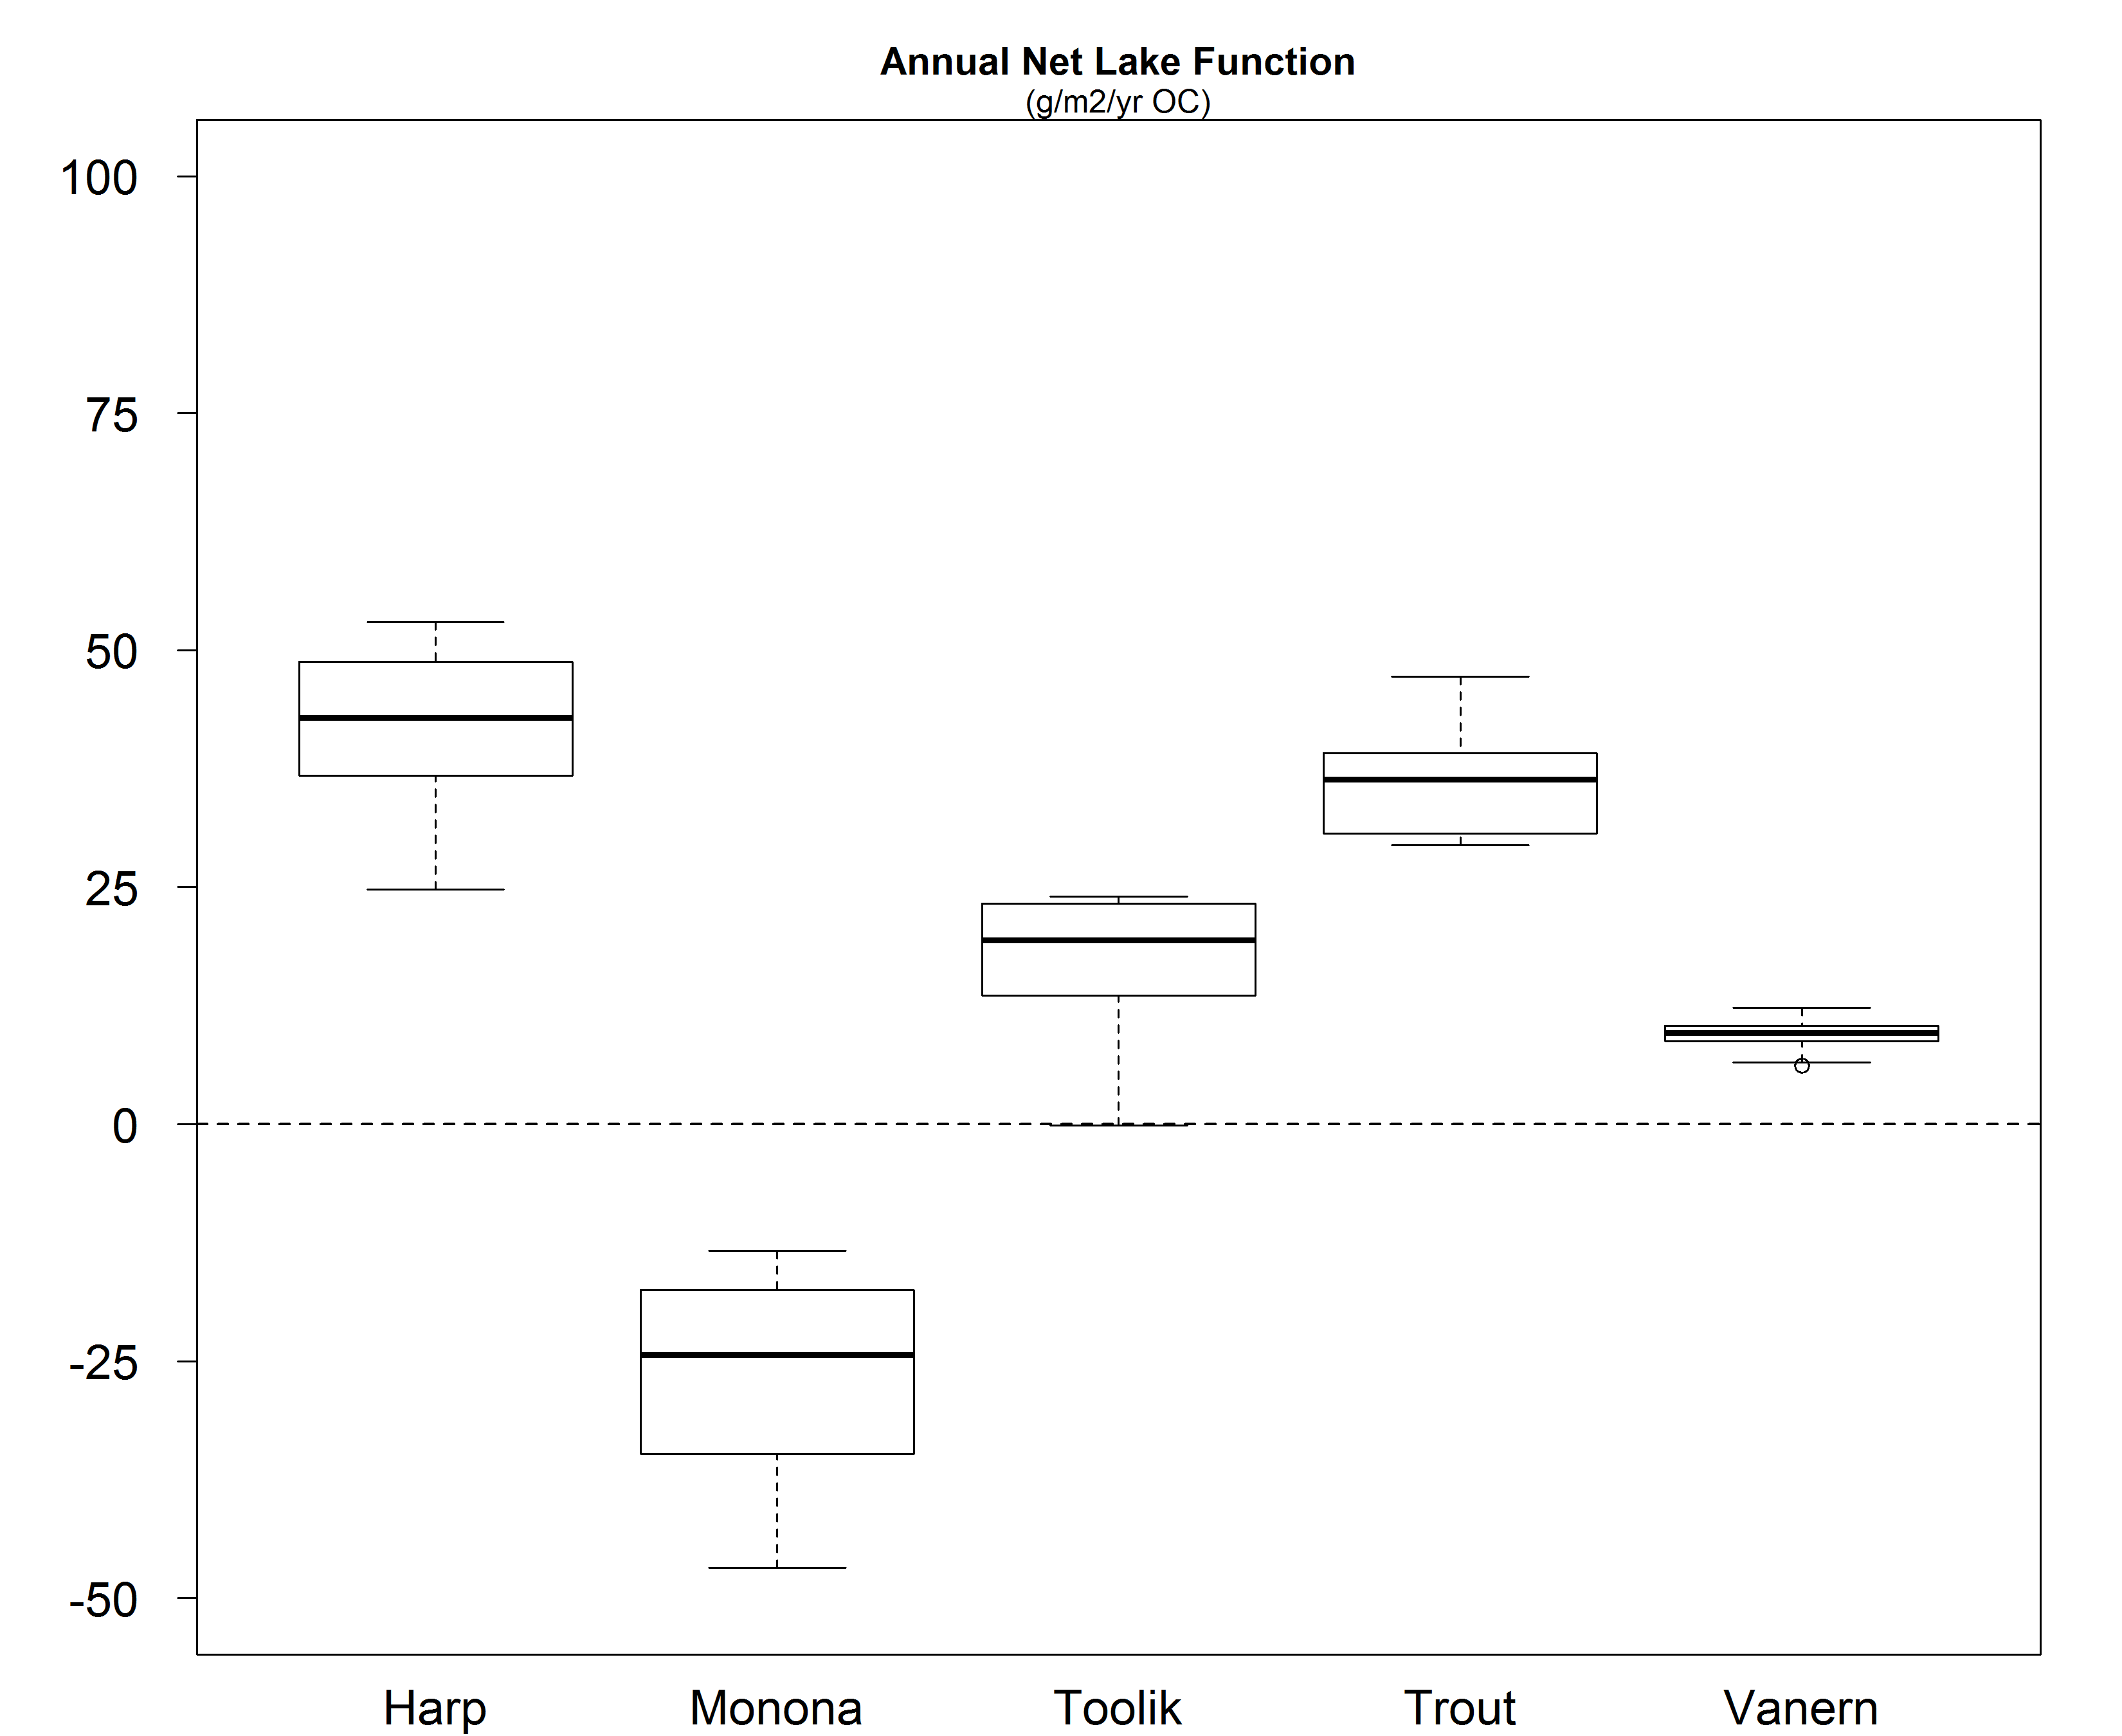 Annual Net Lake Function
(g/m2/yr OC)
100
75
50
25
0
-25
-50
Harp Monona Toolik Trout Vanern